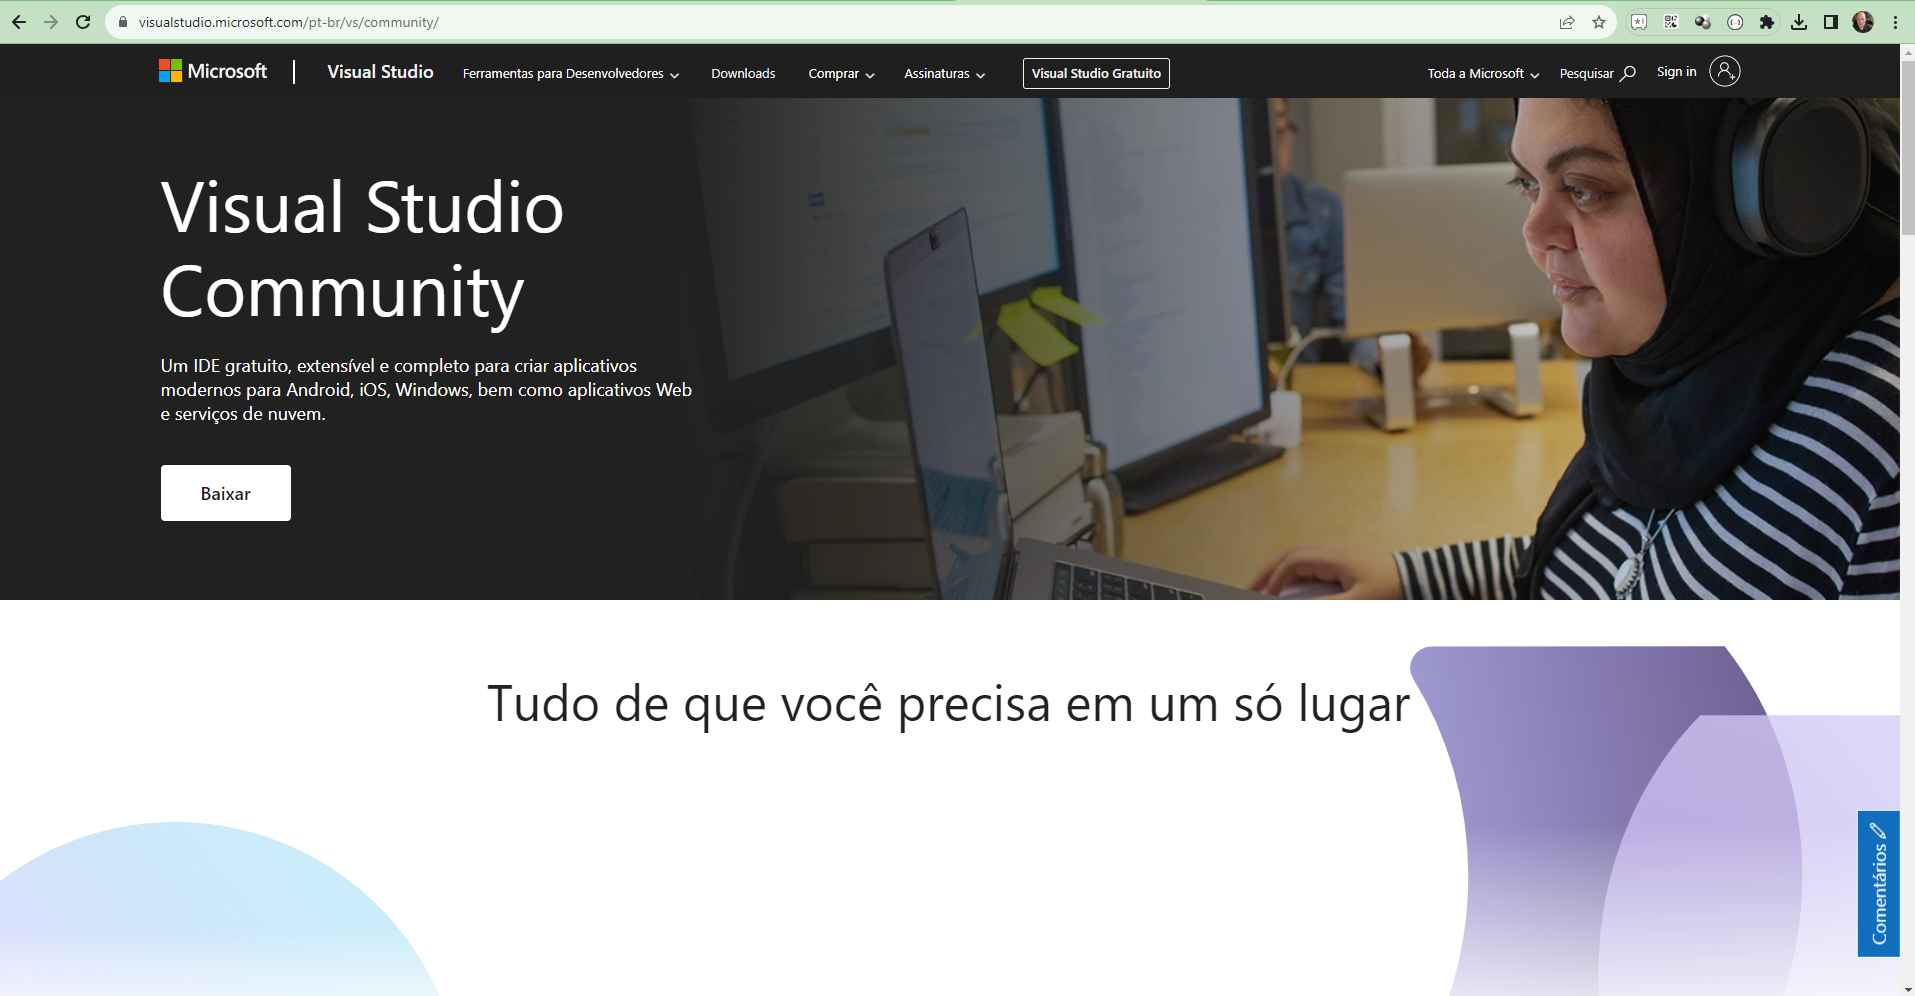 visualstudio.microsoft.com/pt-br/vs/community/
Microsoft
Visual Studio
Ferramentas para Desenvolvedores
Downloads
Comprar
Assinaturas
Visual Studio Gratuito
Toda a Microsoft
Pesquisar
Sign in
Visual Studio
Community
Um IDE gratuito, extensível e completo para criar aplicativos
modernos para Android, iOS, Windows, bem como aplicativos Web
e serviços de nuvem.
Baixar
Tudo de que você precisa em um só lugar
Comentários